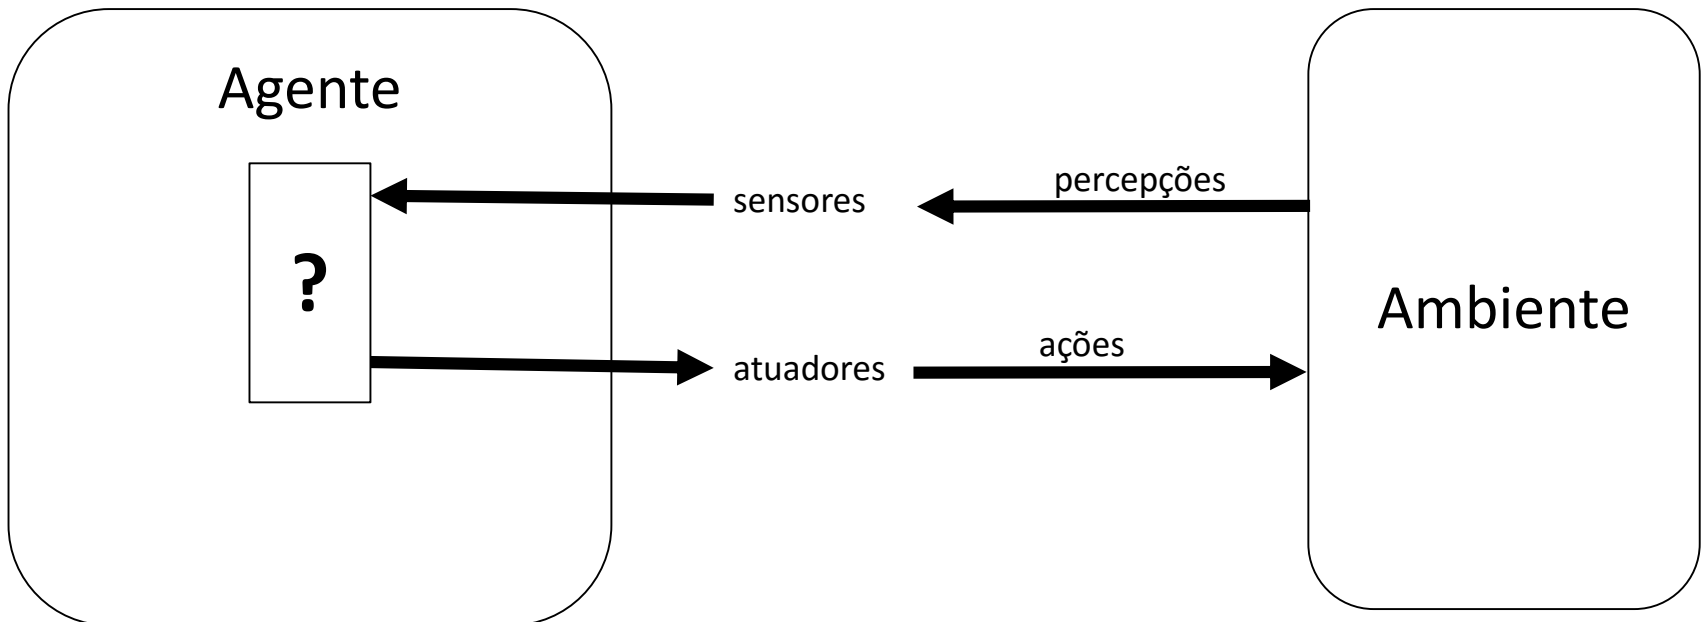 Agente
percepções
sensores
?
Ambiente
ações
atuadores